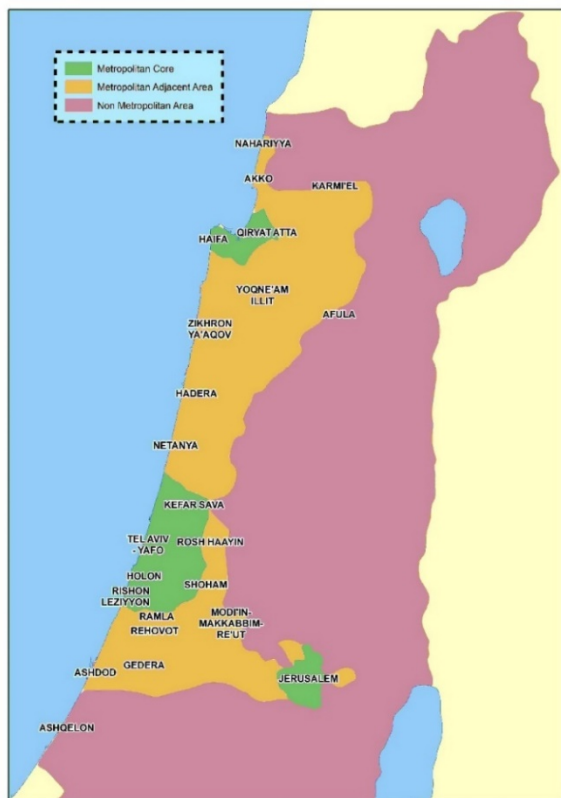 Metropolitan Core
Metropolitan Adjacent Area
Non Metropolitan Area
NAHARIYYA
AKKO
KARMI'EL
HAIFA
QIRYAT ATTA
YOQNE'AM
ILLIT
ZIKHRON
YA'AQOV
AFULA
HADERA
NETANYA
KEFAR SAVA
TEL AVIV
- YAFO
ROSH HAAYIN
HOLON
SHOHAM
RISHON
LEZIYYON
RAMLA
REHOVOT
MODI'IN-
MAKKABBIM-
RE'UT
GEDERA
ASHDOD
JERUSALEM
ASHQELON